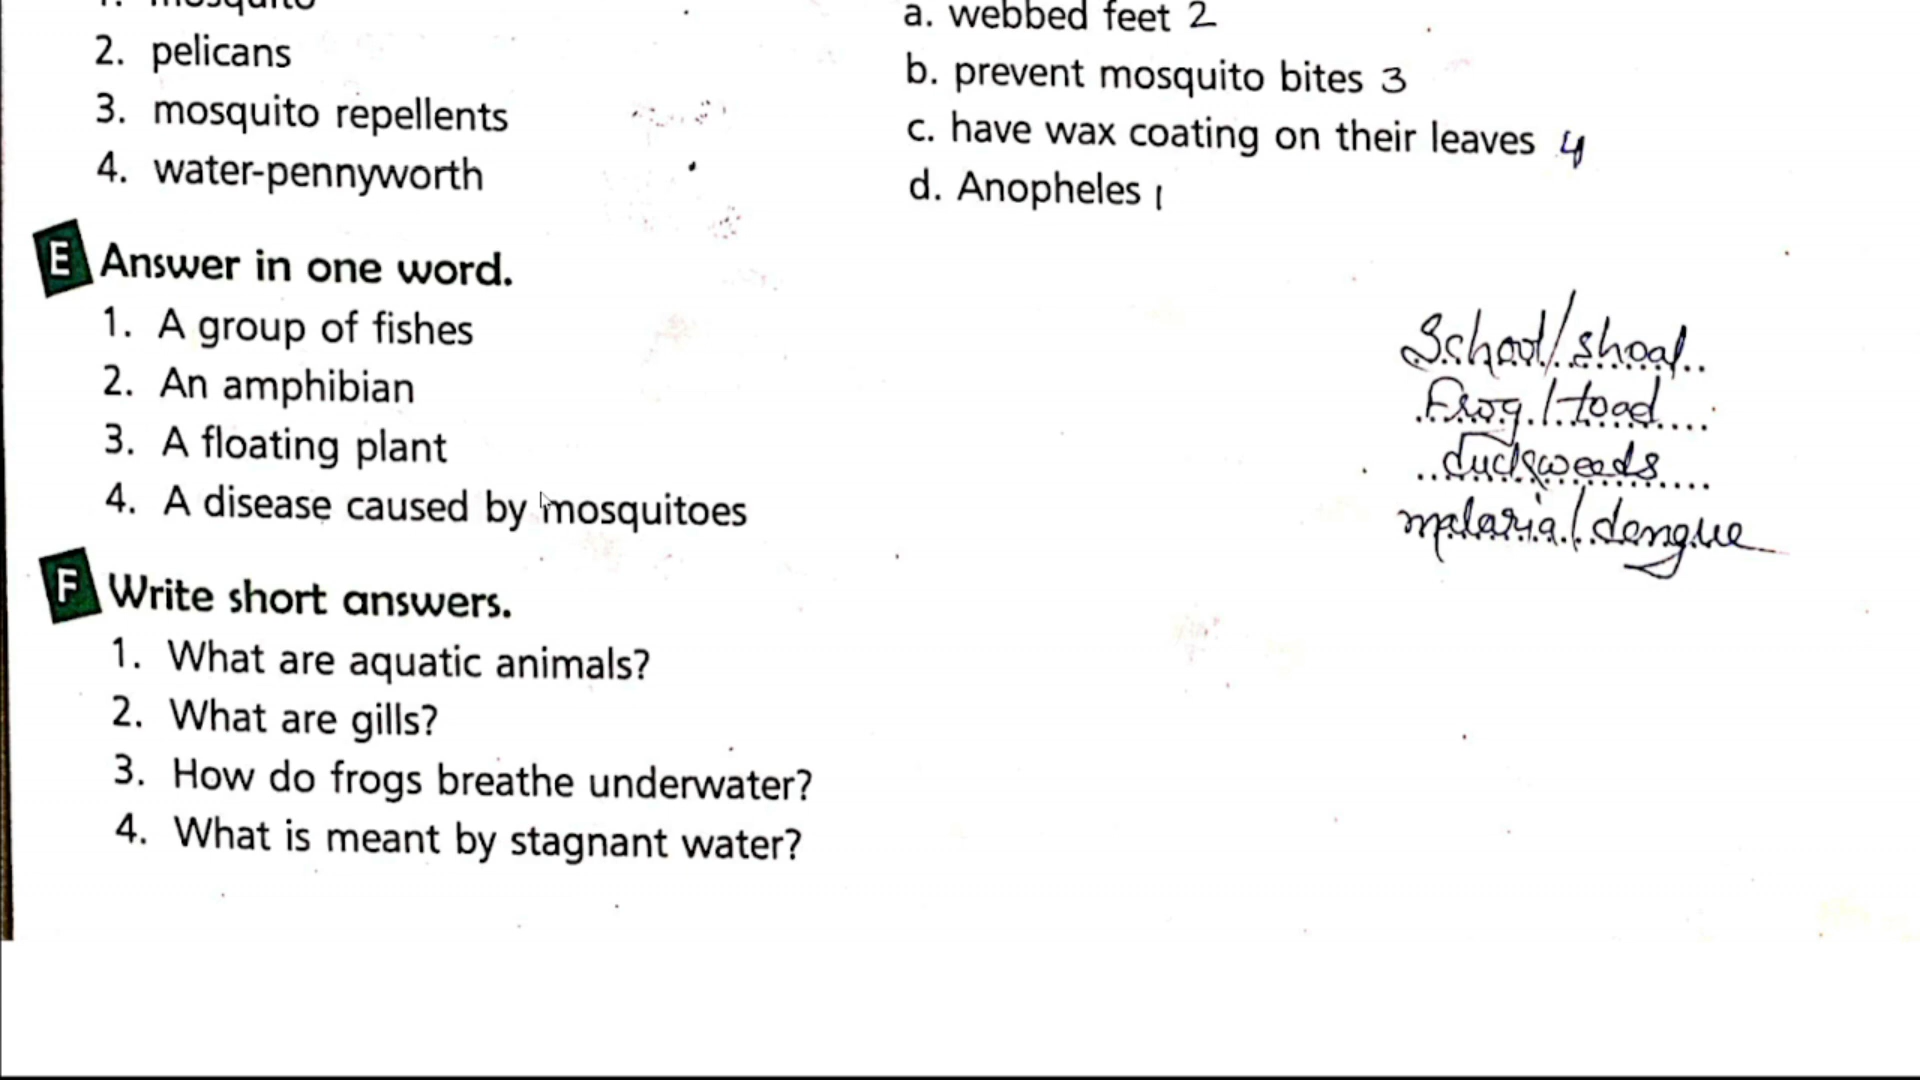 1. mosquito
a. webbed feet 2
2. pelicans
b. prevent mosquito bites 3
3. mosquito repellents
c. have wax coating on their leaves 4
4. water-pennyworth
d. Anopheles 1
E Answer in one word.
1. A group of fishes School/shoal
2. An amphibian Frog/toad
3. A floating plant duckweeds
4. A disease caused by mosquitoes malaria/dengue
F Write short answers.
1. What are aquatic animals?
2. What are gills?
3. How do frogs breathe underwater?
4. What is meant by stagnant water?